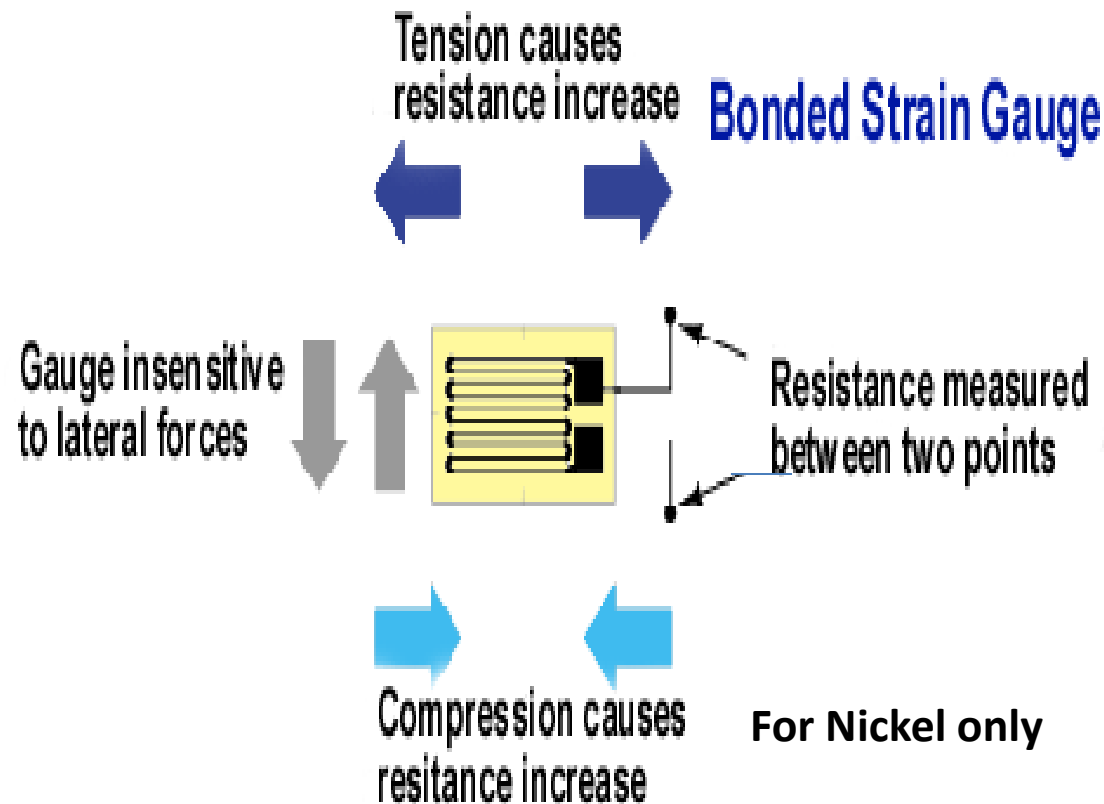 Tension causes
resistance increase
Bonded Strain Gauge
Gauge insensitive
to lateral forces
Resistance measured
between two points
Compression causes
resitance increase
For Nickel only